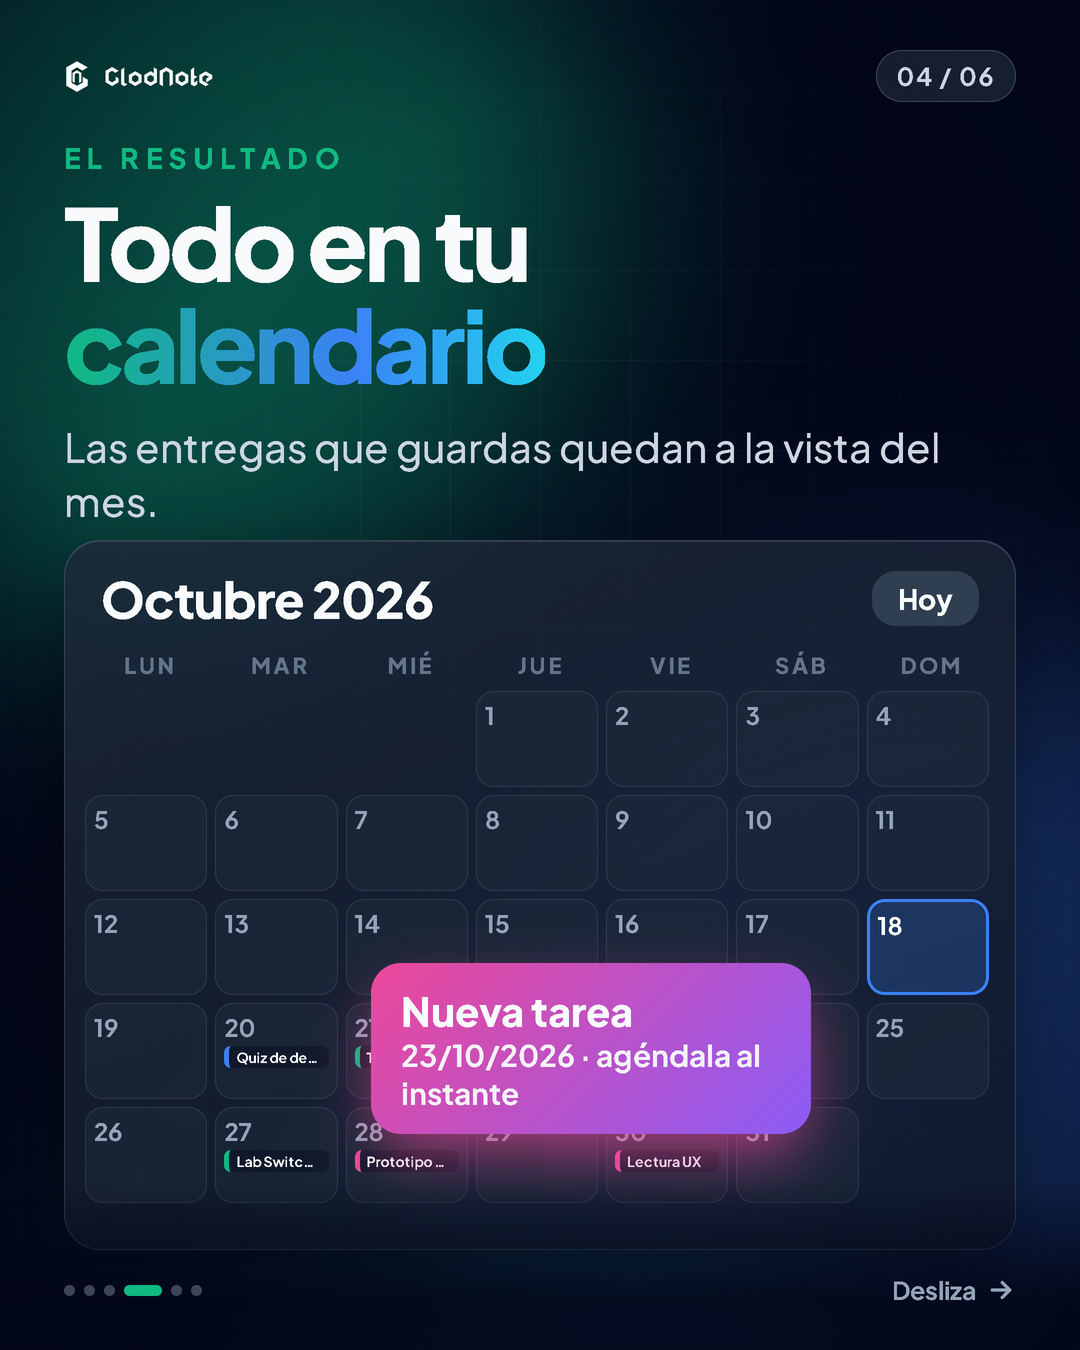 ClodNote
04 / 06
EL RESULTADO
Todo en tu
calendario
Las entregas que guardas quedan a la vista del
mes.
Octubre 2026
Hoy
LUN MAR MIÉ JUE VIE SÁB DOM
1 2 3 4
5 6 7 8 9 10 11
12 13 14 15 16 17 18
19 20 25
Quiz de de...
Nueva tarea
23/10/2026 · agéndala al
instante
26 27 28 29 30 31
Lab Switc... Prototipo ... Lectura UX
Desliza →